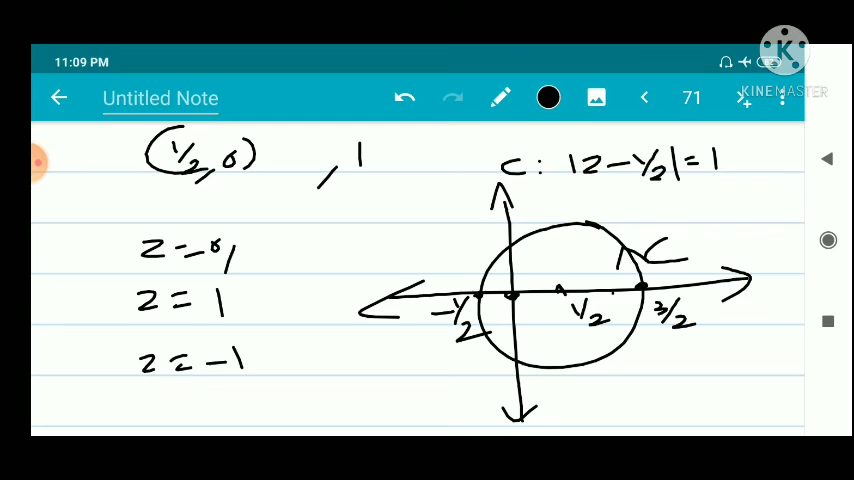 11:09 PM
KINEMASTER
Untitled Note
71
(1/2, 0) , 1
C: |z - 1/2| = 1
C
z = 0,
z = 1
z = -1
-1/2
1/2
3/2